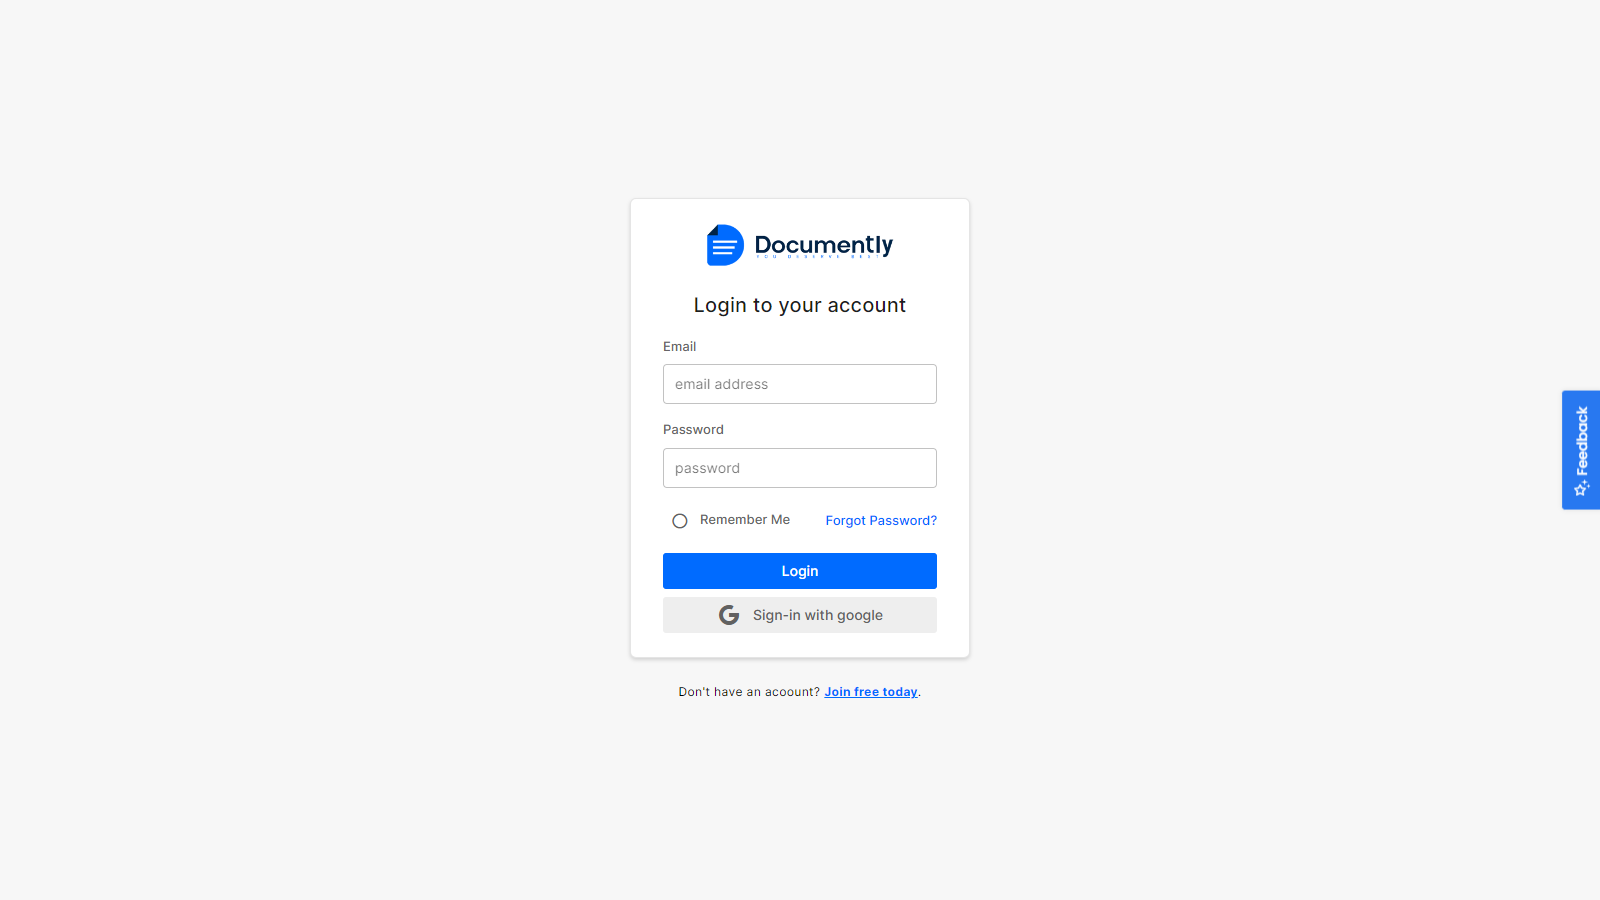 Documently
YOU DESERVE BEST
Login to your account
Email
email address
Password
password
Remember Me
Forgot Password?
Login
Sign-in with google
Don't have an acoount? Join free today.
Feedback